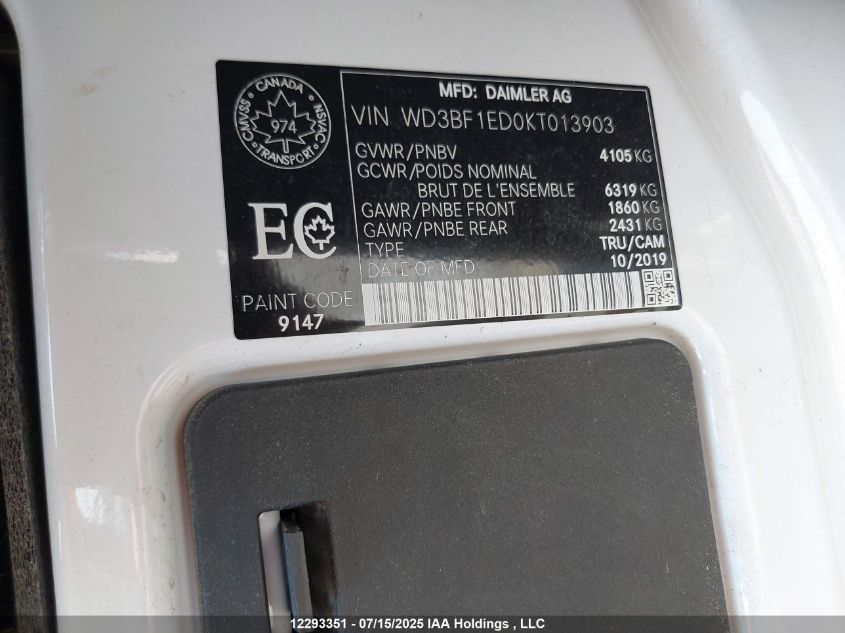 CANADA
CMVSS
NSVAC
974
TRANSPORT
MFD: DAIMLER AG
VIN WD3BF1ED0KT013903
GVWR/PNBV 4105 KG
GCWR/POIDS NOMINAL
BRUT DE L'ENSEMBLE 6319 KG
GAWR/PNBE FRONT 1860 KG
GAWR/PNBE REAR 2431 KG
TYPE TRU/CAM
DATE OF MFD 10/2019
EC
PAINT CODE
9147
12293351 - 07/15/2025 IAA Holdings , LLC